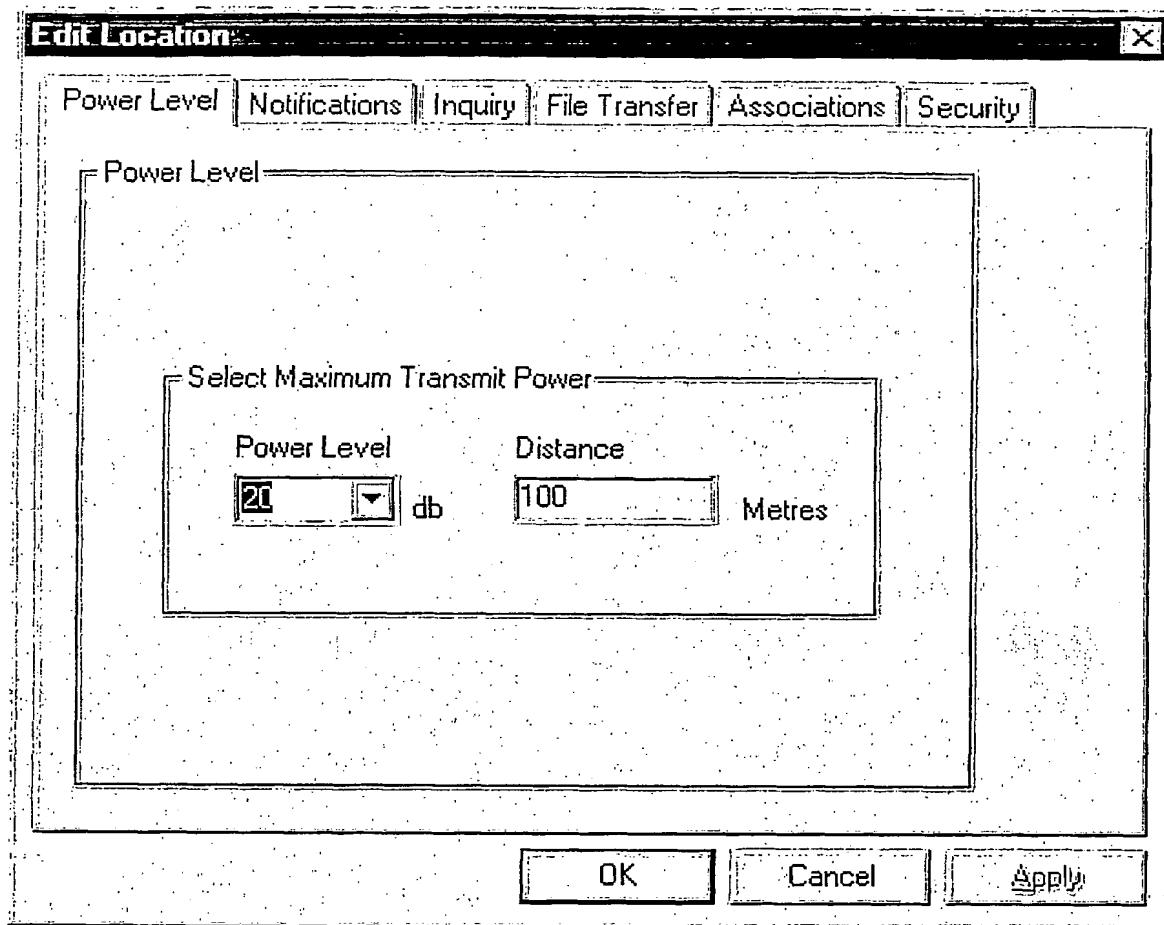 Edit Location
Power Level Notifications Inquiry File Transfer Associations Security
Power Level
Select Maximum Transmit Power
Power Level Distance
20 db 100 Metres
OK Cancel Apply